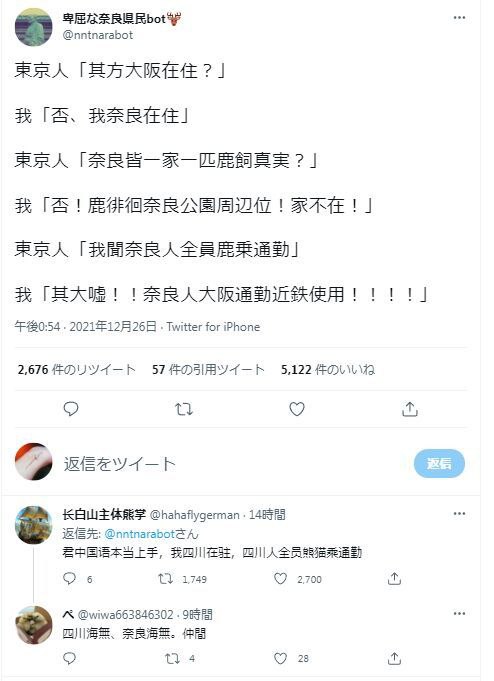 卑屈な奈良県民bot🦌
@nntnarabot
東京人「其方大阪在住？」
我「否、我奈良在住」
東京人「奈良皆一家一匹鹿飼真実？」
我「否！鹿徘徊奈良公園周辺位！家不在！」
東京人「我聞奈良人全員鹿乗通勤」
我「其大嘘！！奈良人大阪通勤近鉄使用！！！！」
午後0:54 · 2021年12月26日 · Twitter for iPhone
2,676 件のリツイート 57 件の引用ツイート 5,122 件のいいね
返信をツイート 返信
长白山主体熊掌 @hahaflygerman · 14時間
返信先: @nntnarabotさん
君中国语本当上手，我四川在驻，四川人全员熊猫乘通勤
6 1,749 2,700
べ @wiwa663846302 · 9時間
四川海無、奈良海無。仲間
4 28